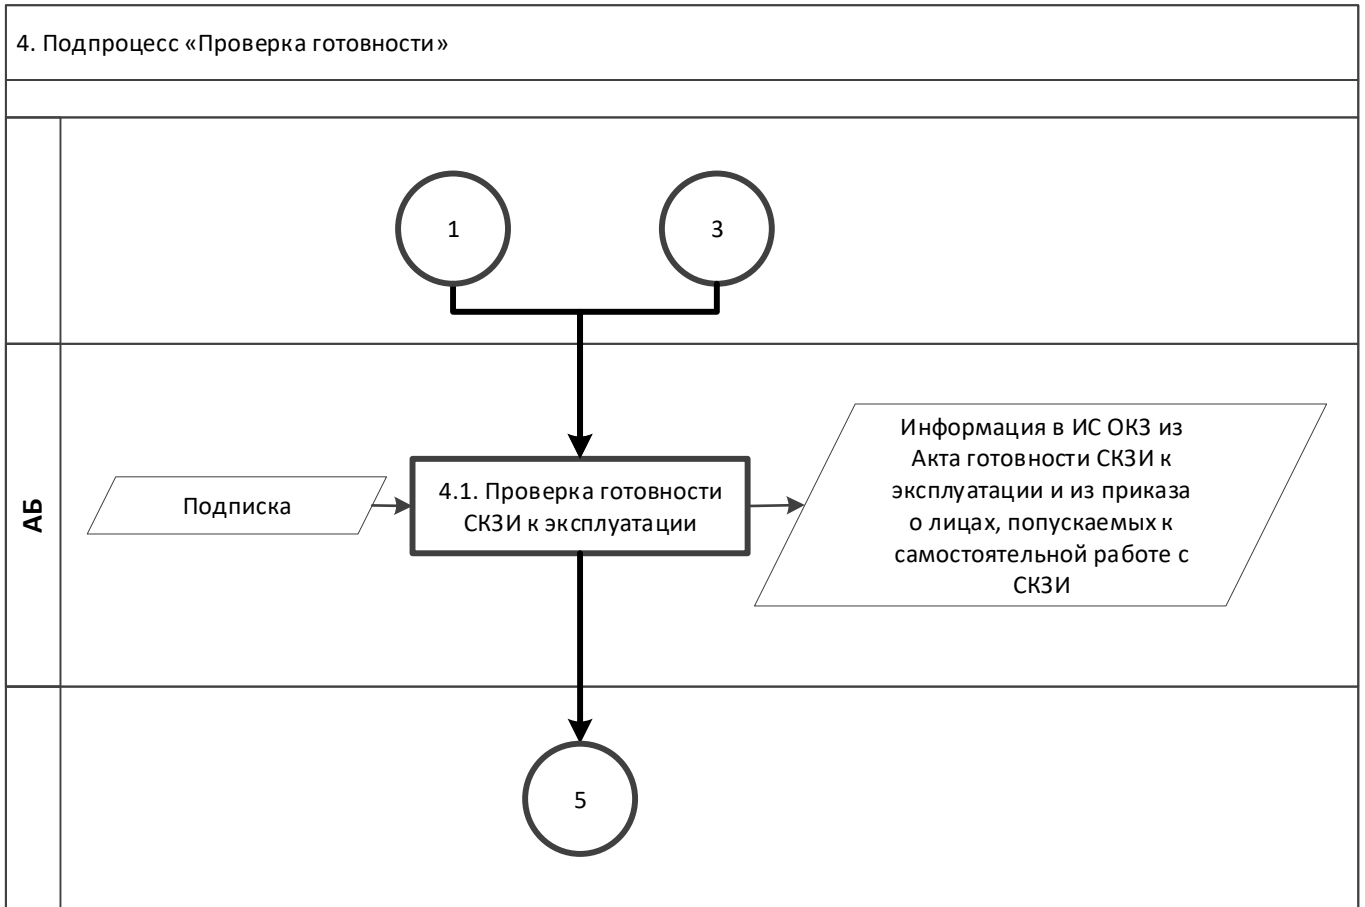 4. Подпроцесс «Проверка готовности»
1
3
АБ
Подписка
4.1. Проверка готовности
СКЗИ к эксплуатации
Информация в ИС ОКЗ из
Акта готовности СКЗИ к
эксплуатации и из приказа
о лицах, попускаемых к
самостоятельной работе с
СКЗИ
5